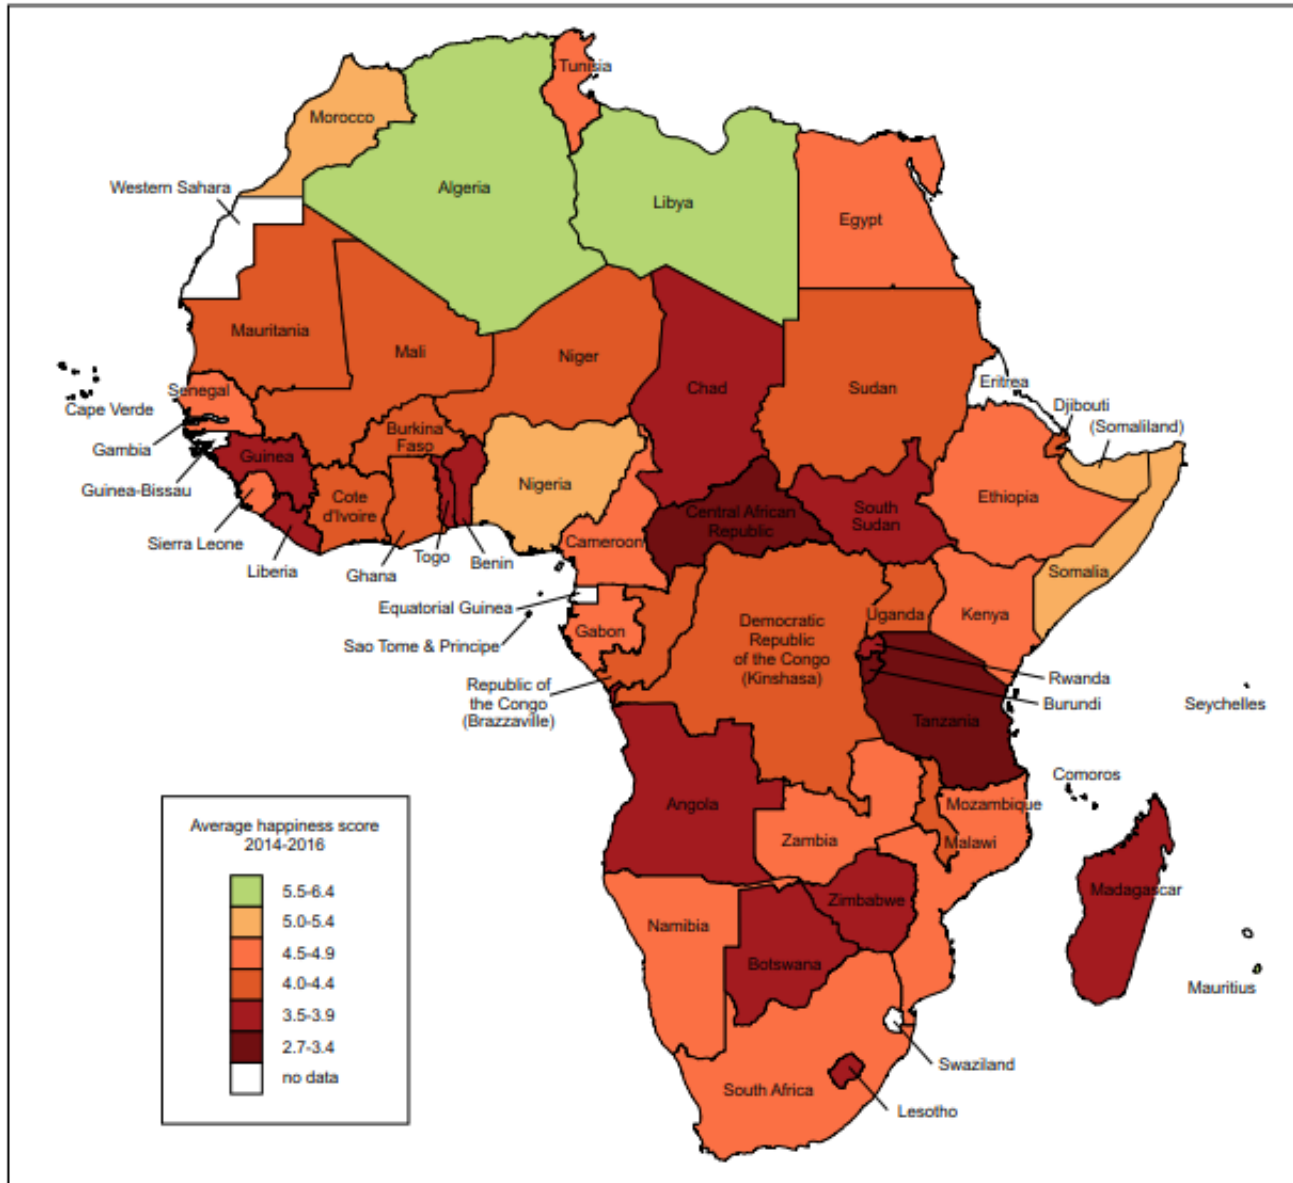 Tunisia
Morocco
Algeria
Western Sahara
Libya
Egypt
Mauritania
Mali
Niger
Chad
Sudan
Eritrea
Senegal
Cape Verde
Djibouti
(Somaliland)
Gambia
Burkina
Faso
Guinea
Guinea-Bissau
Nigeria
Ethiopia
Cote
d'Ivoire
Central African
Republic
South
Sudan
Sierra Leone
Cameroon
Liberia
Ghana
Togo
Benin
Somalia
Equatorial Guinea
Uganda
Kenya
Gabon
Democratic
Republic
of the Congo
(Kinshasa)
Sao Tome & Principe
Republic of
the Congo
(Brazzaville)
Rwanda
Burundi
Seychelles
Tanzania
Comoros
Angola
Mozambique
Zambia
Malawi
Madagascar
Zimbabwe
Namibia
Botswana
Mauritius
Swaziland
South Africa
Lesotho
Average happiness score
2014-2016
5.5-6.4
5.0-5.4
4.5-4.9
4.0-4.4
3.5-3.9
2.7-3.4
no data